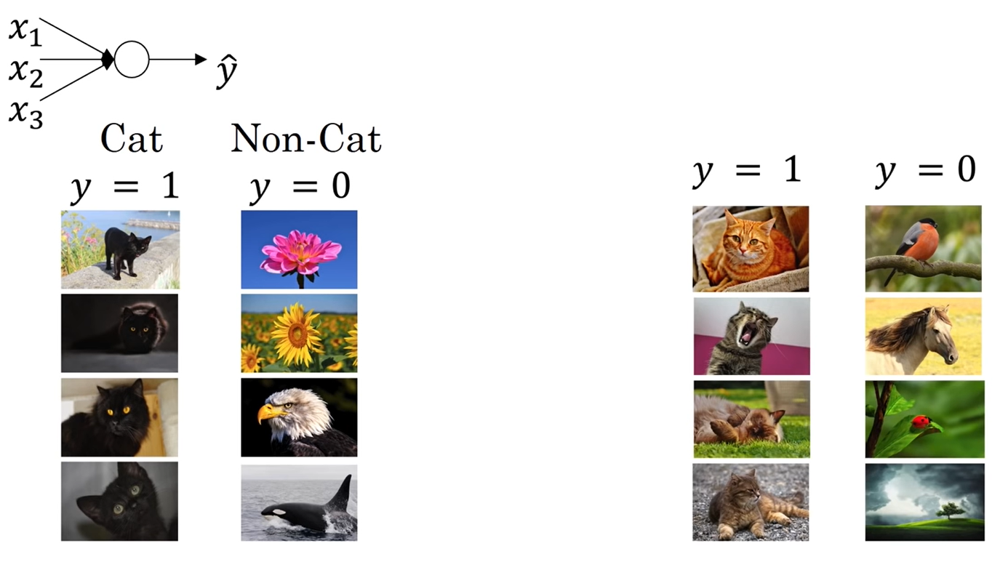 x₁
x₂
x₃
ŷ
Cat Non-Cat
y = 1 y = 0
y = 1 y = 0